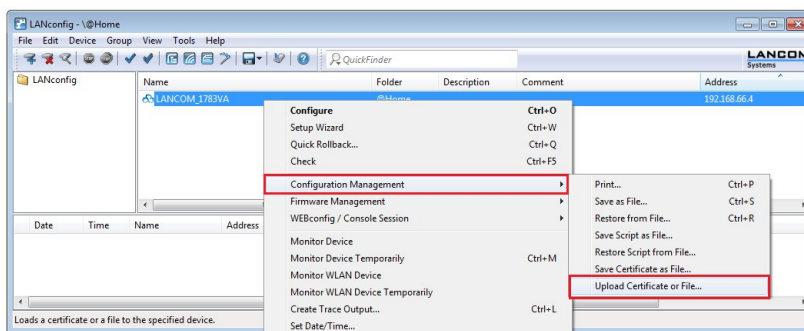 LANconfig - \@Home
File Edit Device Group View Tools Help
QuickFinder
LANCOM
Systems
LANconfig
Name Folder Description Comment Address
LANCOM_1783VA @Home 192.168.66.4
Configure Ctrl+O
Setup Wizard Ctrl+W
Quick Rollback... Ctrl+Q
Check Ctrl+F5
Configuration Management
Print... Ctrl+P
Firmware Management
Save as File... Ctrl+S
WEBconfig / Console Session
Restore from File... Ctrl+R
Date Time Name Address
Save Script as File...
Monitor Device
Restore Script from File...
Monitor Device Temporarily Ctrl+M
Save Certificate as File...
Monitor WLAN Device
Upload Certificate or File...
Monitor WLAN Device Temporarily
Create Trace Output... Ctrl+L
Loads a certificate or a file to the specified device.
Set Date/Time...